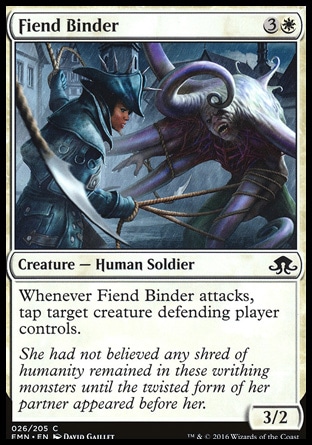 Fiend Binder 3
Creature — Human Soldier
Whenever Fiend Binder attacks,
tap target creature defending player
controls.
She had not believed any shred of
humanity remained in these writhing
monsters until the twisted form of her
partner appeared before her.
3/2
026/205 C
EMN • EN DAVID GAILLET
™ & © 2016 Wizards of the Coast